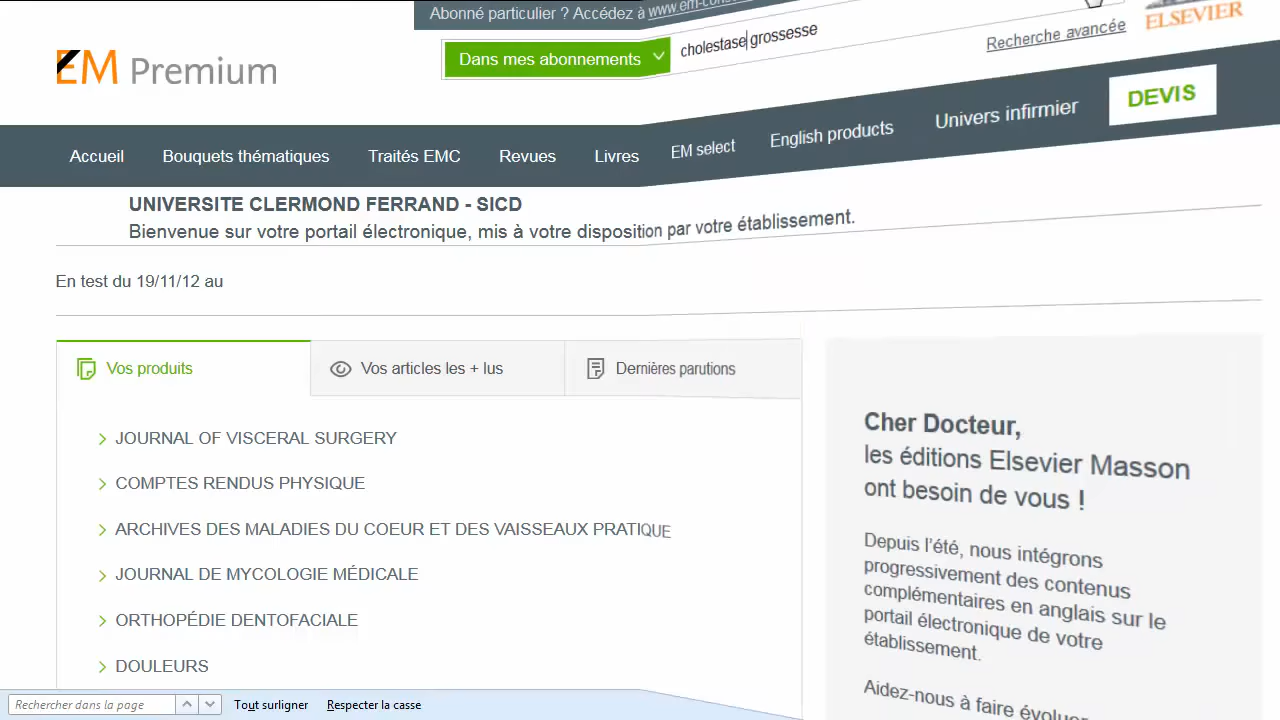 Abonné particulier ? Accédez à www.em-cons
Dans mes abonnements cholestase grossesse
Recherche avancée
ELSEVIER
EM Premium
Accueil Bouquets thématiques Traités EMC Revues Livres EM select English products Univers infirmier DEVIS
UNIVERSITE CLERMOND FERRAND - SICD
Bienvenue sur votre portail électronique, mis à votre disposition par votre établissement.
En test du 19/11/12 au
Vos produits Vos articles les + lus Dernières parutions
JOURNAL OF VISCERAL SURGERY
COMPTES RENDUS PHYSIQUE
ARCHIVES DES MALADIES DU COEUR ET DES VAISSEAUX PRATIQUE
JOURNAL DE MYCOLOGIE MÉDICALE
ORTHOPÉDIE DENTOFACIALE
DOULEURS
Cher Docteur,
les éditions Elsevier Masson
ont besoin de vous !
Depuis l'été, nous intégrons
progressivement des contenus
complémentaires en anglais sur le
portail électronique de votre
établissement.
Aidez-nous à faire évoluer
Rechercher dans la page Tout surligner Respecter la casse